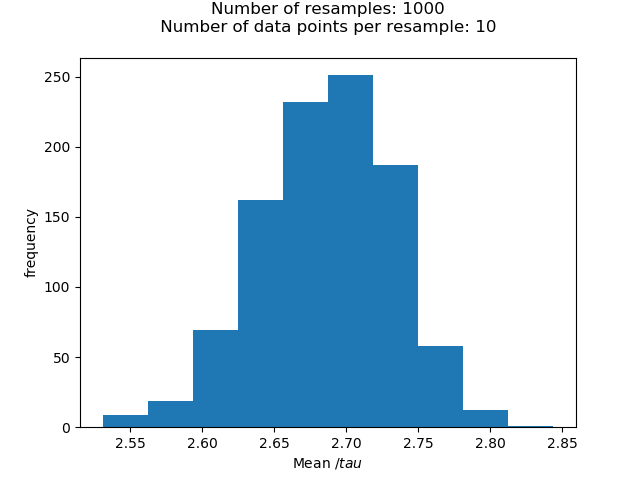 Number of resamples: 1000
Number of data points per resample: 10
250
200
150
100
50
0
frequency
2.55 2.60 2.65 2.70 2.75 2.80 2.85
Mean /tau